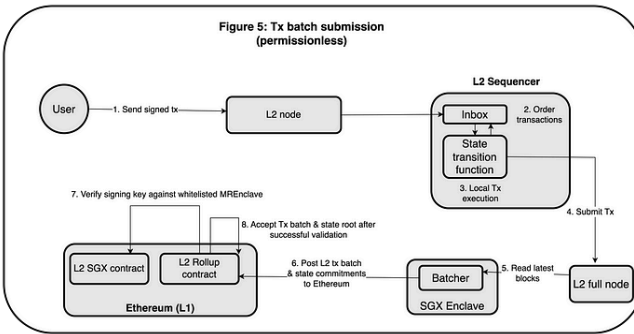 Figure 5: Tx batch submission
(permissionless)
User
1. Send signed tx
L2 node
L2 Sequencer
Inbox
2. Order
transactions
State
transition
function
3. Local Tx
execution
4. Submit Tx
7. Verify signing key against whitelisted MREnclave
8. Accept Tx batch & state root after
successful validation
L2 SGX contract
L2 Rollup
contract
Ethereum (L1)
6. Post L2 tx batch
& state commitments
to Ethereum
Batcher
SGX Enclave
5. Read latest
blocks
L2 full node